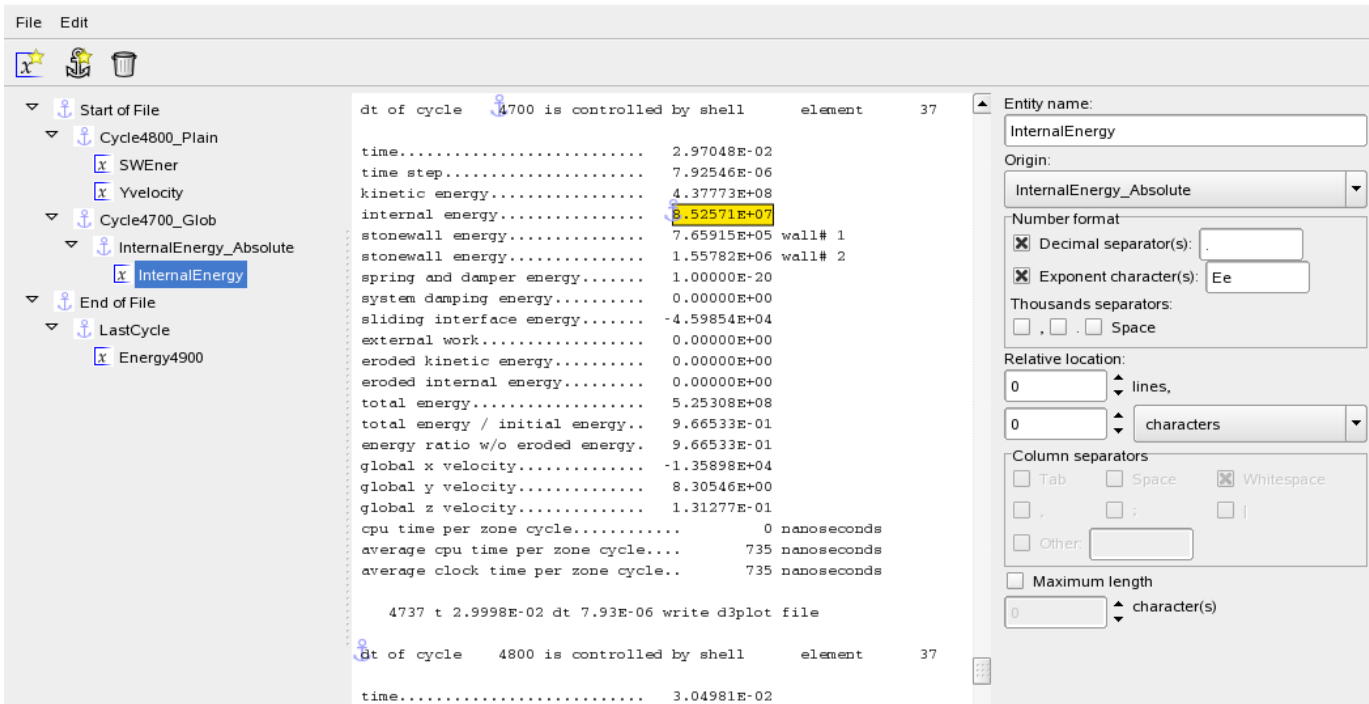 File Edit
Start of File
Cycle4800_Plain
SWEner
Yvelocity
Cycle4700_Glob
InternalEnergy_Absolute
InternalEnergy
End of File
LastCycle
Energy4900
dt of cycle 4700 is controlled by shell element 37
time........................... 2.97048E-02
time step...................... 7.92546E-06
kinetic energy................. 4.37773E+08
internal energy................ 8.52571E+07
stonewall energy............... 7.65915E+05 wall# 1
stonewall energy............... 1.55782E+06 wall# 2
spring and damper energy....... 1.00000E-20
system damping energy.......... 0.00000E+00
sliding interface energy....... -4.59854E+04
external work.................. 0.00000E+00
eroded kinetic energy.......... 0.00000E+00
eroded internal energy......... 0.00000E+00
total energy................... 5.25308E+08
total energy / initial energy.. 9.66533E-01
energy ratio w/o eroded energy. 9.66533E-01
global x velocity.............. -1.35898E+04
global y velocity.............. 8.30546E+00
global z velocity.............. 1.31277E-01
cpu time per zone cycle............ 0 nanoseconds
average cpu time per zone cycle.... 735 nanoseconds
average clock time per zone cycle.. 735 nanoseconds
4737 t 2.9998E-02 dt 7.93E-06 write d3plot file
dt of cycle 4800 is controlled by shell element 37
time........................... 3.04981E-02
Entity name:
InternalEnergy
Origin:
InternalEnergy_Absolute
Number format
Decimal separator(s): .
Exponent character(s): Ee
Thousands separators:
, . Space
Relative location:
0 lines,
0 characters
Column separators
Tab Space Whitespace
, ; |
Other:
Maximum length
0 character(s)